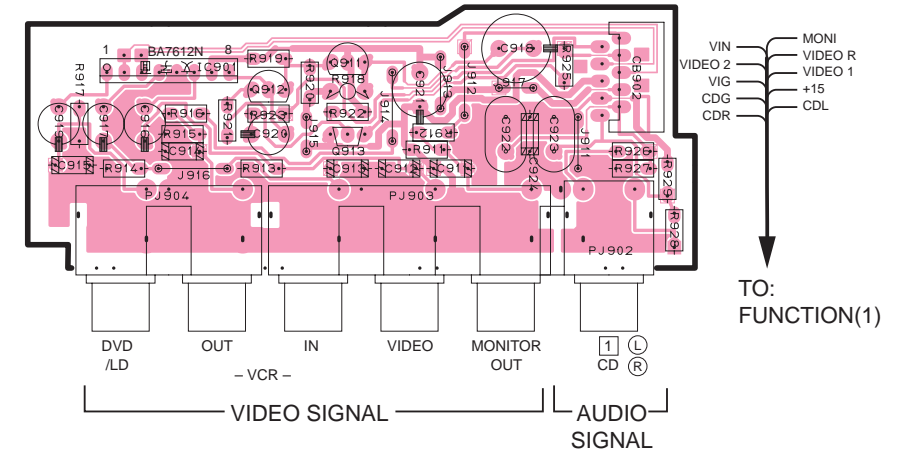 1 BA7612N 8
IC901
R919
Q911
R918
C918
R925
CB902
R917
Q912
R920
C921
J913
J912
J917
J914
R916
R921
R923
R922
C917
C916
R915
C920
J915
C922
C923
J911
C914
Q913
R911
C924
R926
R914
J916
R913
C913
C912
C911
R927
R929
PJ904
PJ903
PJ902
R928
VIN
VIDEO 2
VIG
CDG
CDR
MONI
VIDEO R
VIDEO 1
+15
CDL
TO:
FUNCTION(1)
DVD
/LD
OUT
IN
– VCR –
VIDEO
MONITOR
OUT
1 L
CD R
VIDEO SIGNAL
AUDIO
SIGNAL